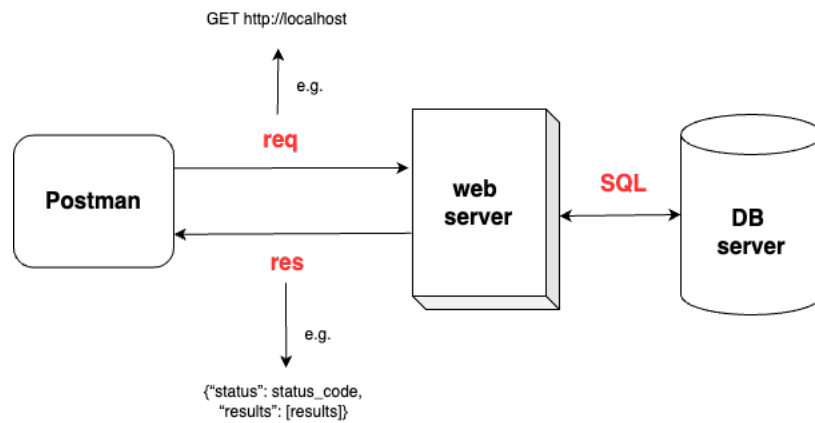 GET http://localhost
e.g.
req
Postman
web
server
SQL
DB
server
res
e.g.
{“status”: status_code,
“results”: [results]}